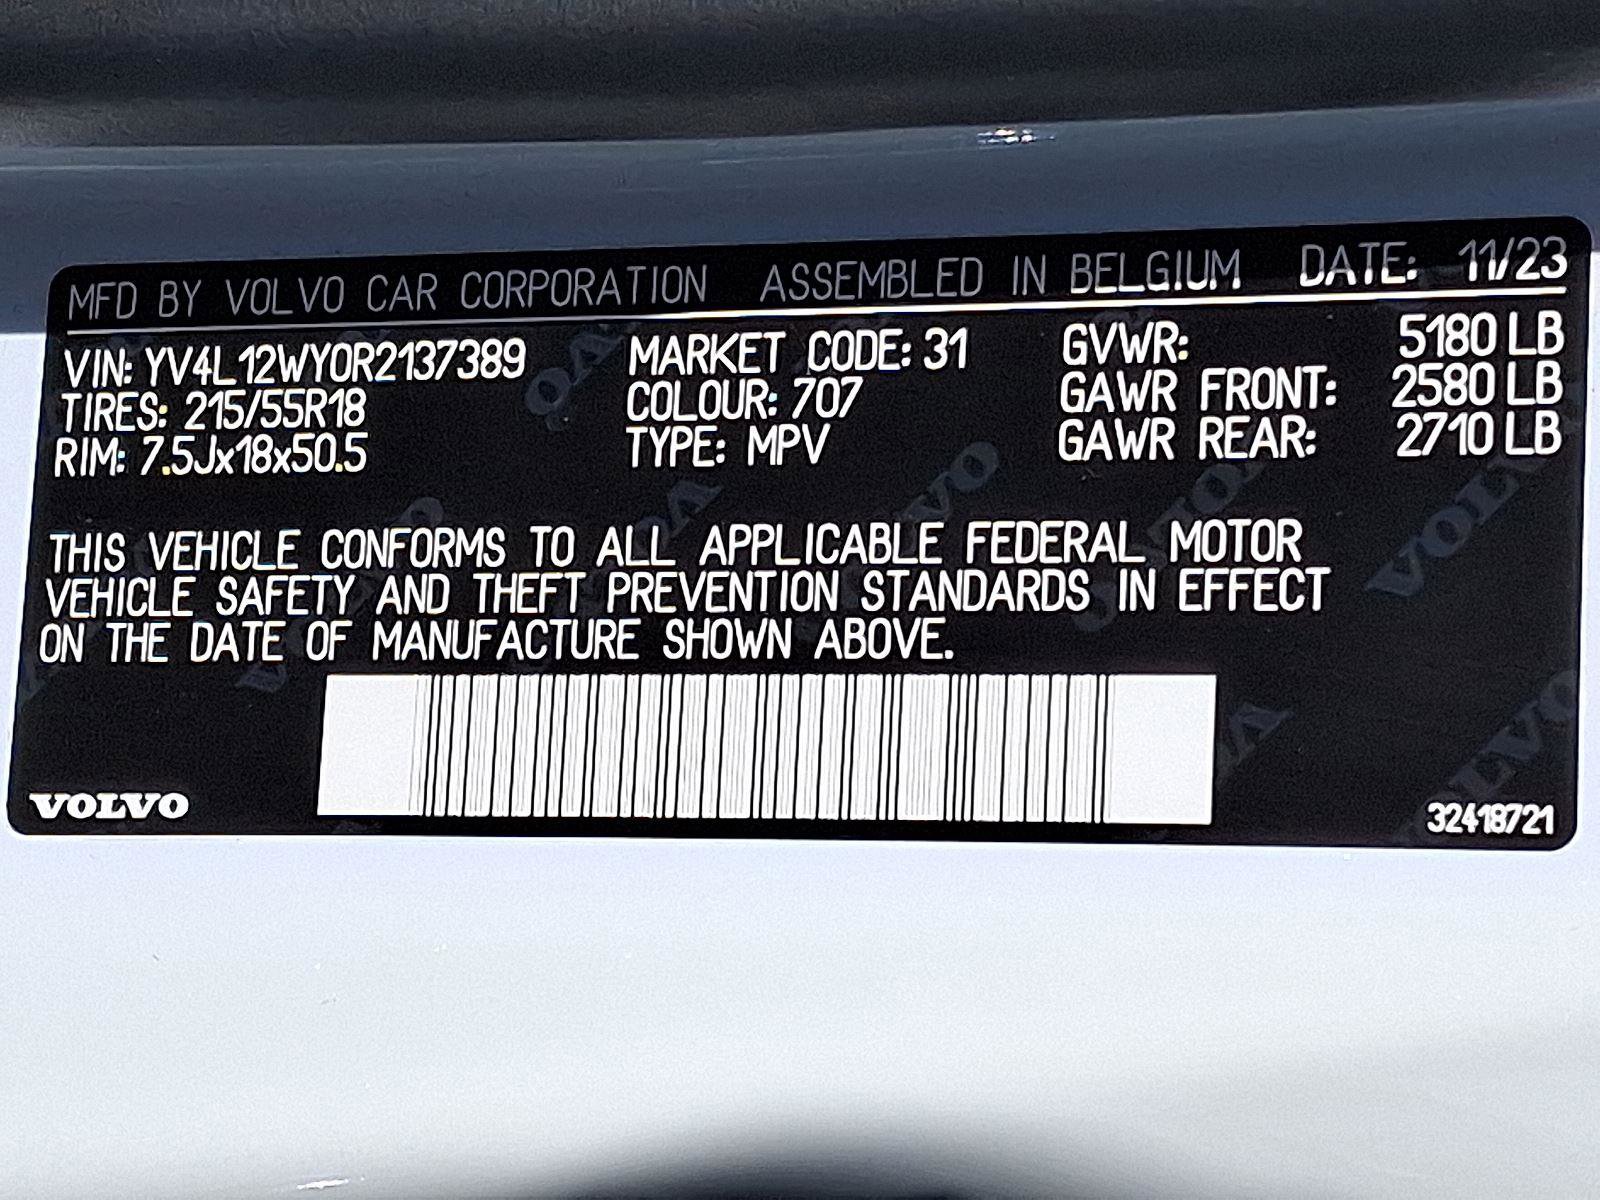 MFD BY VOLVO CAR CORPORATION ASSEMBLED IN BELGIUM DATE: 11/23
VIN: YV4L12WY0R2137389 MARKET CODE: 31 GVWR: 5180 LB
TIRES: 215/55R18 COLOUR: 707 GAWR FRONT: 2580 LB
RIM: 7.5Jx18x50.5 TYPE: MPV GAWR REAR: 2710 LB
THIS VEHICLE CONFORMS TO ALL APPLICABLE FEDERAL MOTOR
VEHICLE SAFETY AND THEFT PREVENTION STANDARDS IN EFFECT
ON THE DATE OF MANUFACTURE SHOWN ABOVE.
VOLVO 32418721